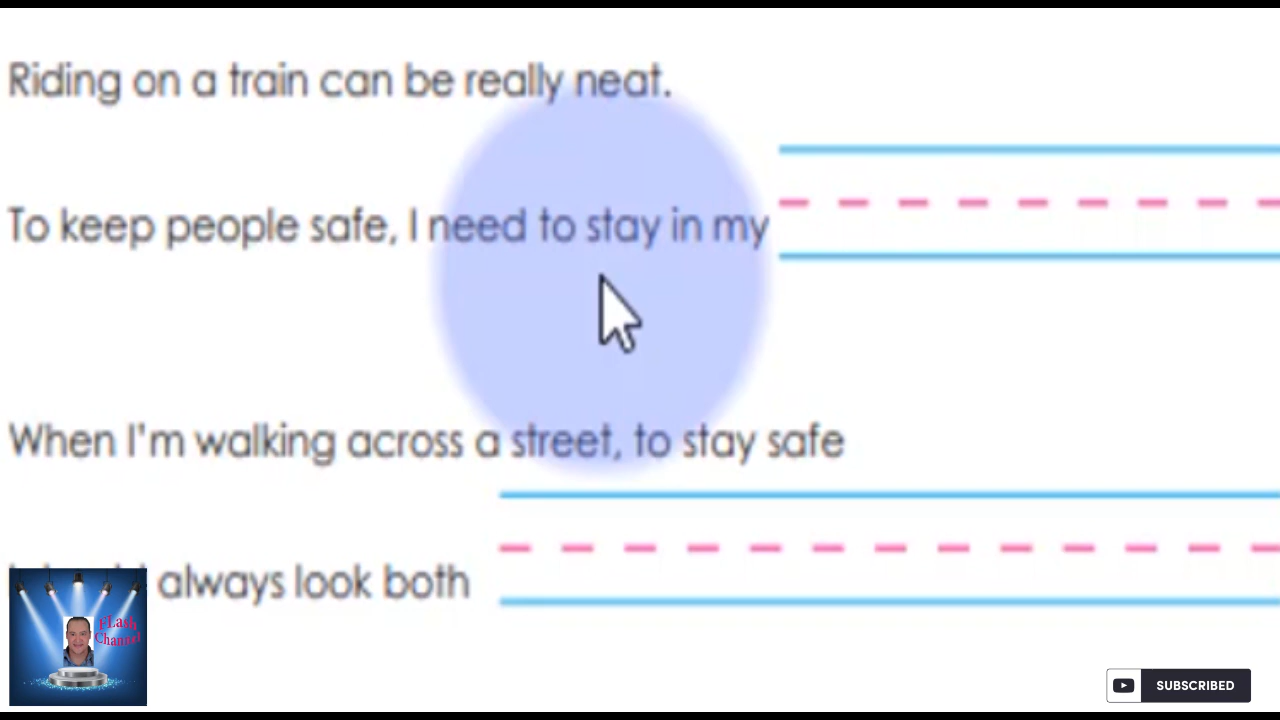 Riding on a train can be really neat.
To keep people safe, I need to stay in my
When I'm walking across a street, to stay safe
always look both
FLash
Channel
SUBSCRIBED